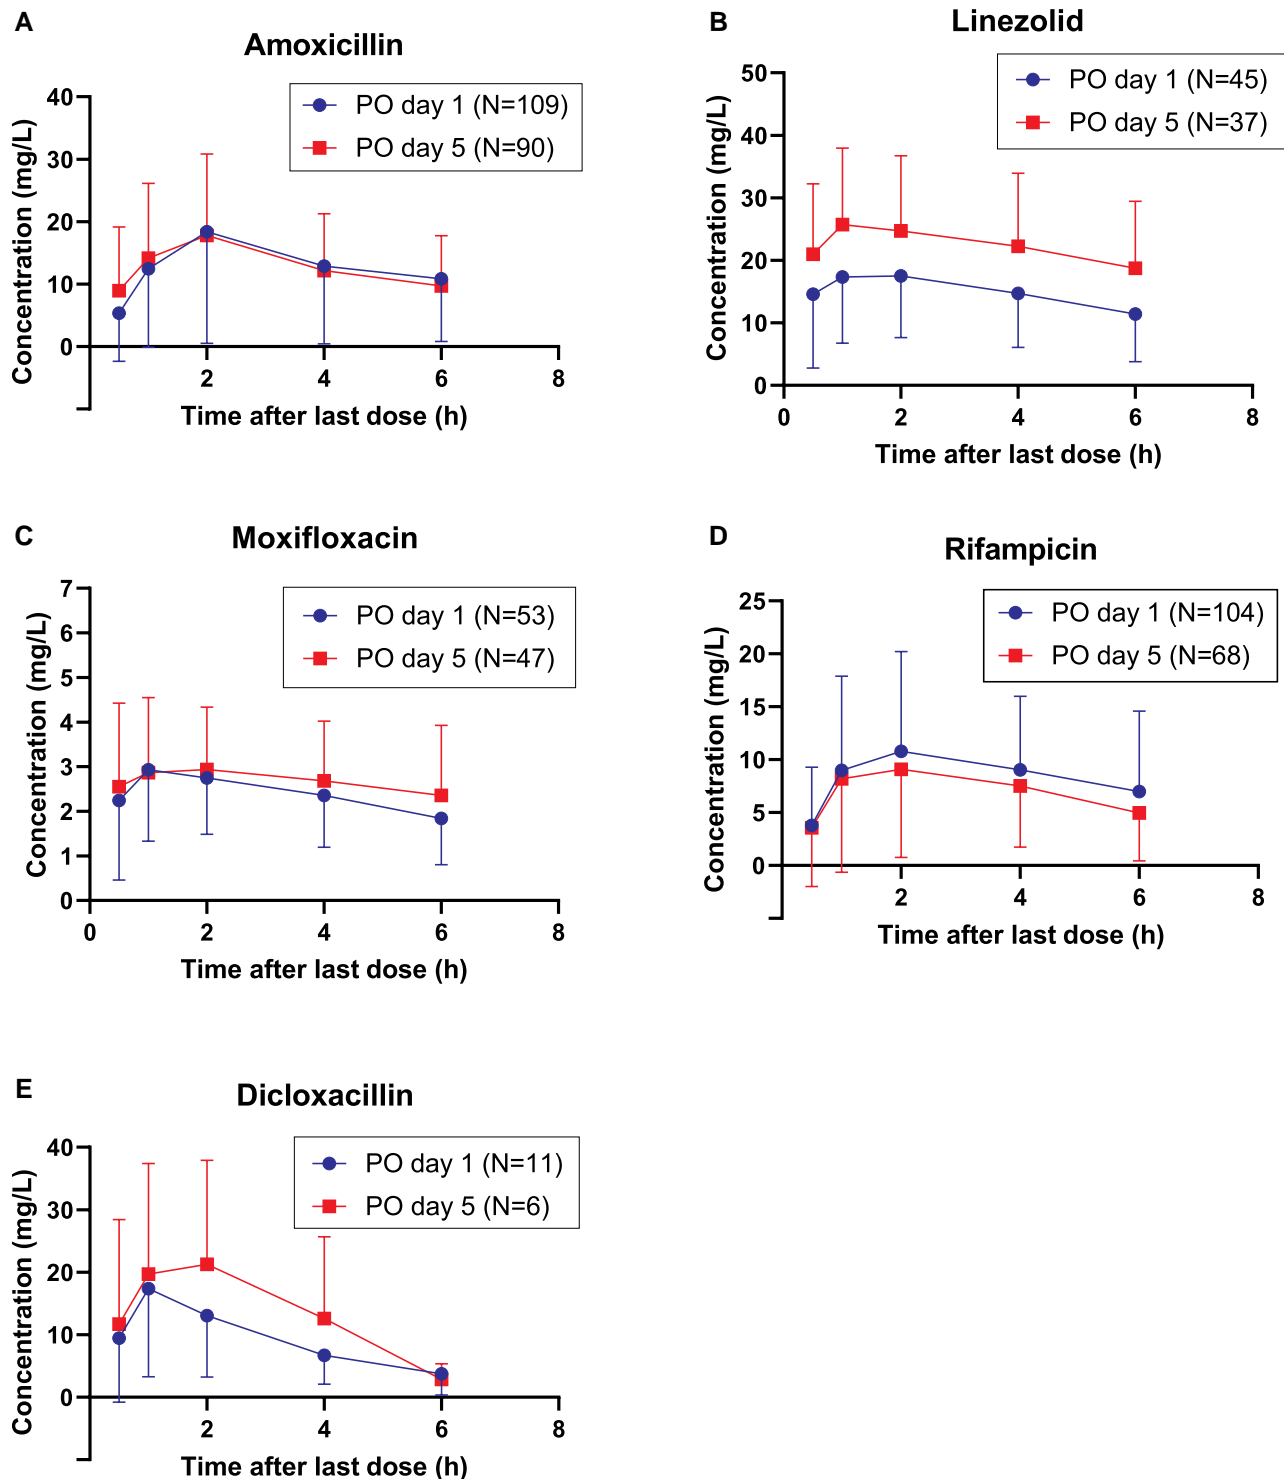 A
Amoxicillin
PO day 1 (N=109)
PO day 5 (N=90)
Concentration (mg/L)
40
30
20
10
0
2 4 6 8
Time after last dose (h)
B
Linezolid
PO day 1 (N=45)
PO day 5 (N=37)
Concentration (mg/L)
50
40
30
20
10
0
0 2 4 6 8
Time after last dose (h)
C
Moxifloxacin
PO day 1 (N=53)
PO day 5 (N=47)
Concentration (mg/L)
7
6
5
4
3
2
1
0
0 2 4 6 8
Time after last dose (h)
D
Rifampicin
PO day 1 (N=104)
PO day 5 (N=68)
Concentration (mg/L)
25
20
15
10
5
0
2 4 6 8
Time after last dose (h)
E
Dicloxacillin
PO day 1 (N=11)
PO day 5 (N=6)
Concentration (mg/L)
40
30
20
10
0
2 4 6 8
Time after last dose (h)